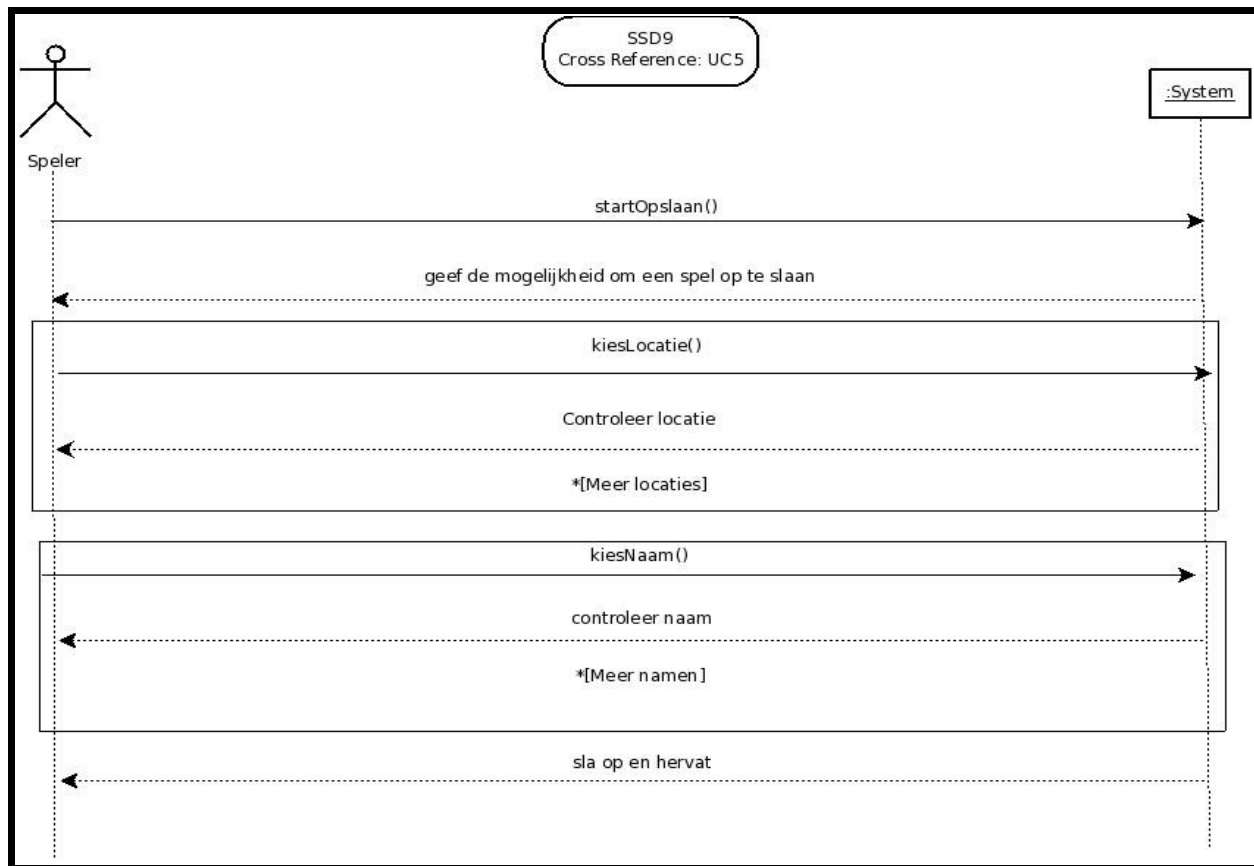 SSD9
Cross Reference: UC5
:System
Speler
startOpslaan()
geef de mogelijkheid om een spel op te slaan
kiesLocatie()
Controleer locatie
*[Meer locaties]
kiesNaam()
controleer naam
*[Meer namen]
sla op en hervat